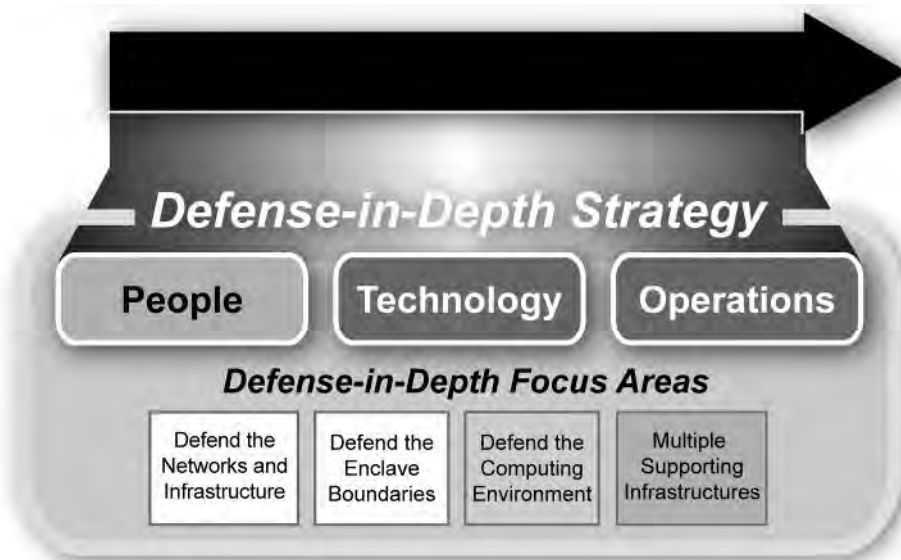 Defense-in-Depth Strategy
People
Technology
Operations
Defense-in-Depth Focus Areas
Defend the
Networks and
Infrastructure
Defend the
Enclave
Boundaries
Defend the
Computing
Environment
Multiple
Supporting
Infrastructures